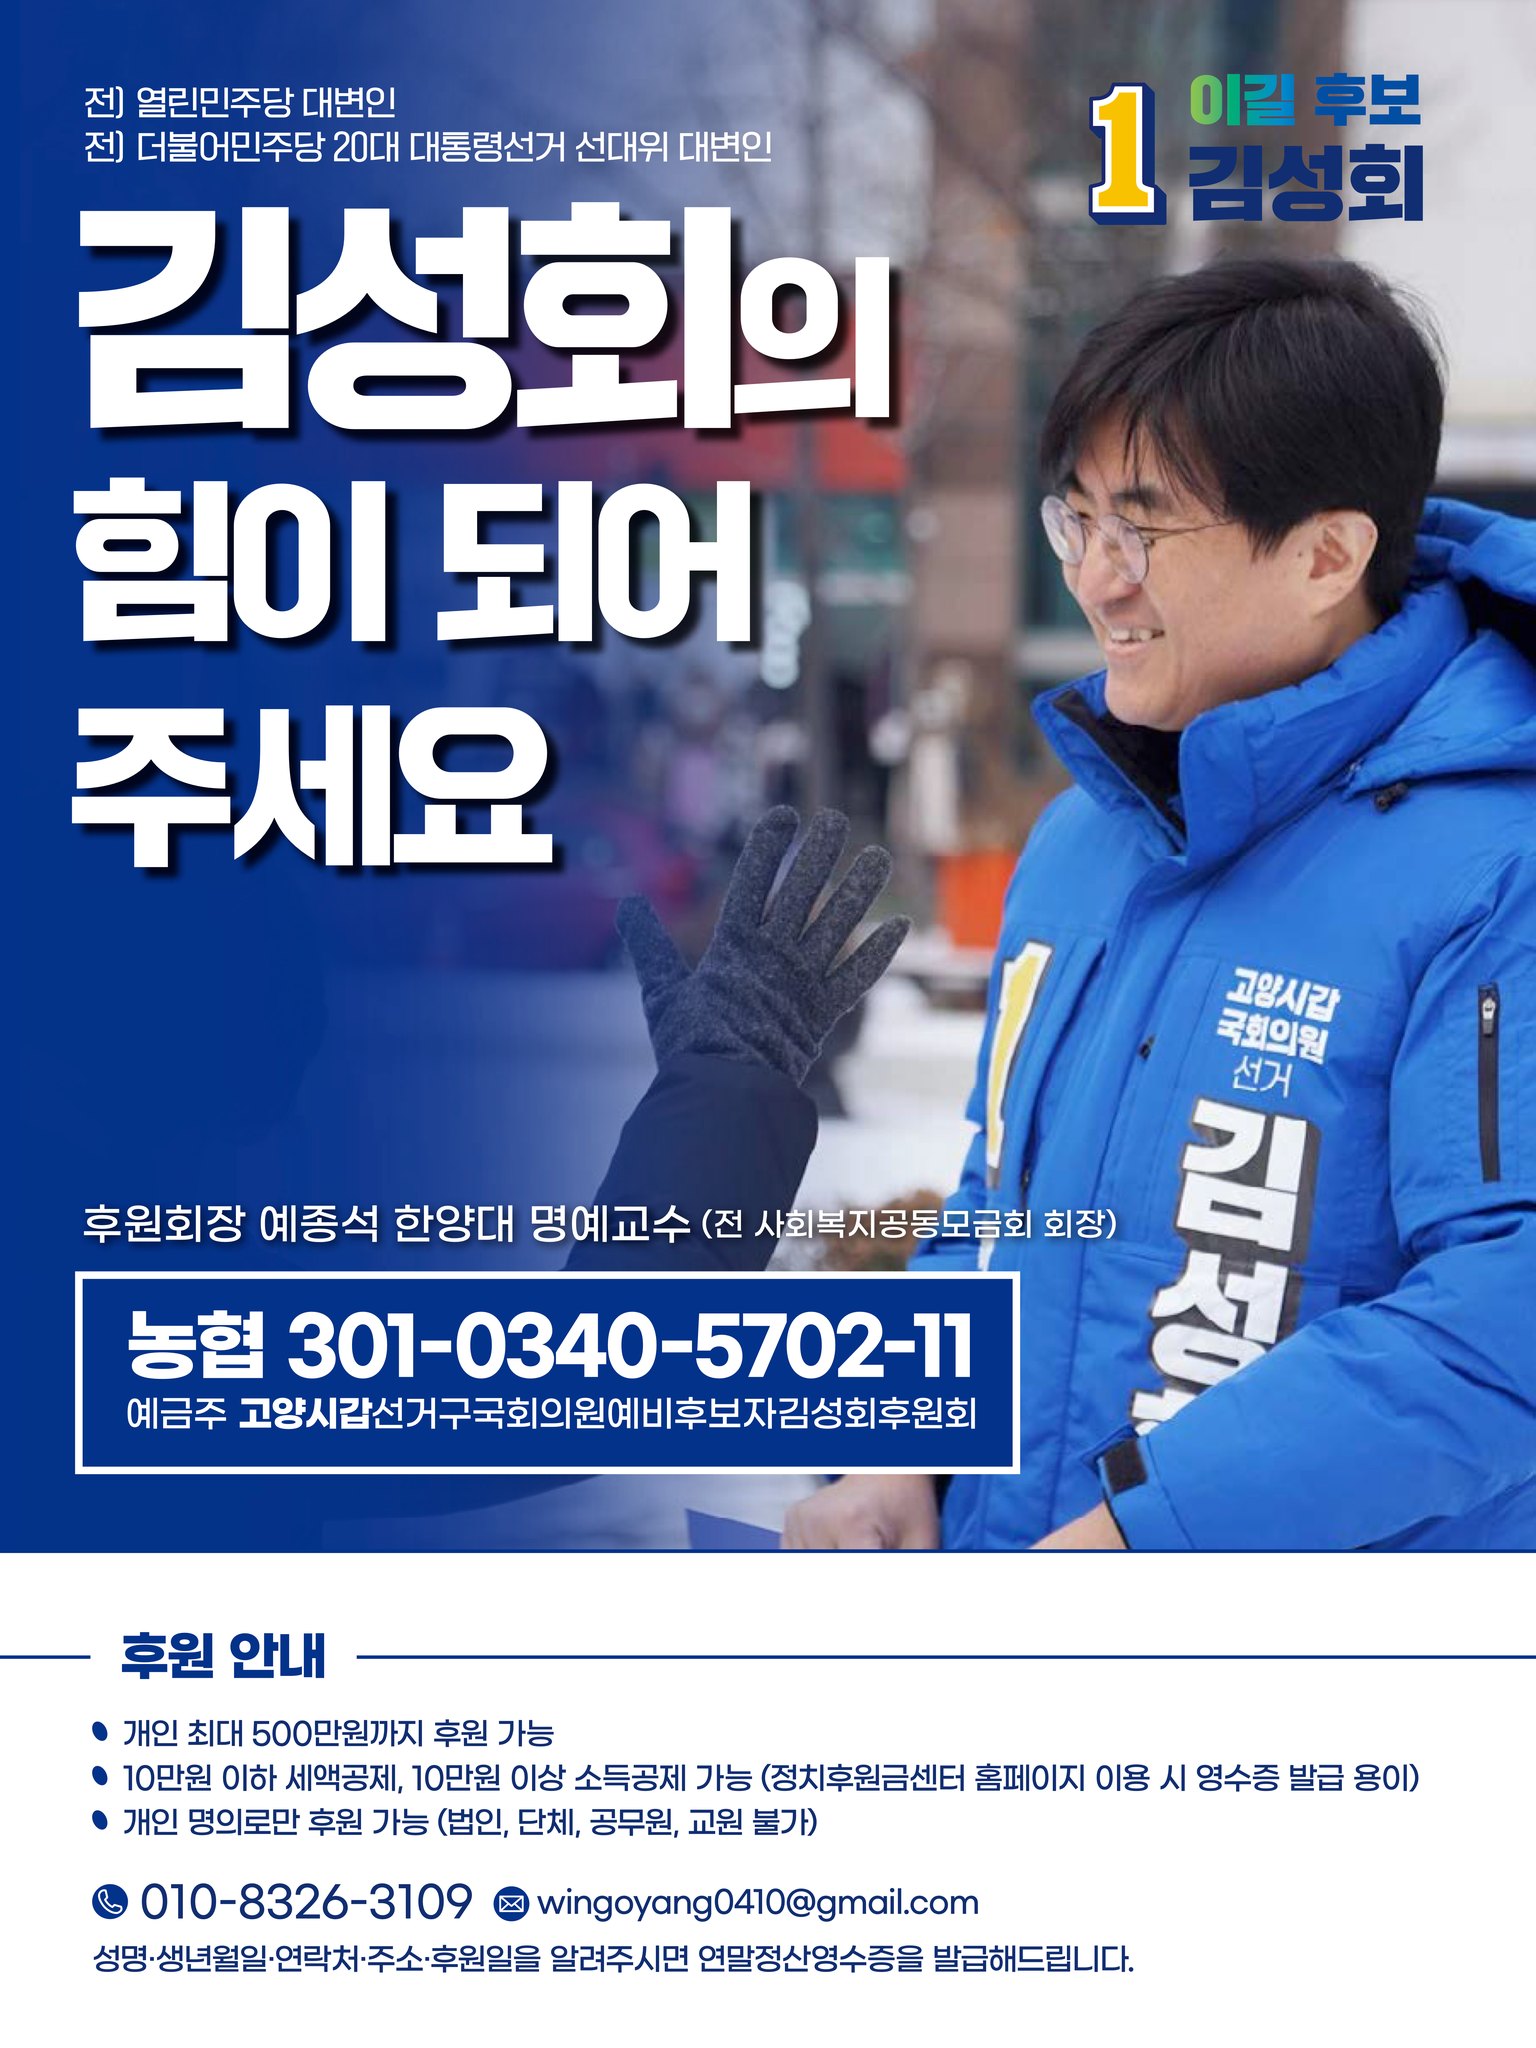 전) 열린민주당 대변인
전) 더불어민주당 20대 대통령선거 선대위 대변인
1 이길 후보
김성회
김성회의
힘이 되어
주세요
1
고양시갑
국회의원
선거
김성
후원회장 예종석 한양대 명예교수 (전 사회복지공동모금회 회장)
농협 301-0340-5702-11
예금주 고양시갑선거구국회의원예비후보자김성회후원회
후원 안내
• 개인 최대 500만원까지 후원 가능
• 10만원 이하 세액공제, 10만원 이상 소득공제 가능 (정치후원금센터 홈페이지 이용 시 영수증 발급 용이)
• 개인 명의로만 후원 가능 (법인, 단체, 공무원, 교원 불가)
010-8326-3109 wingoyang0410@gmail.com
성명·생년월일·연락처·주소·후원일을 알려주시면 연말정산영수증을 발급해드립니다.